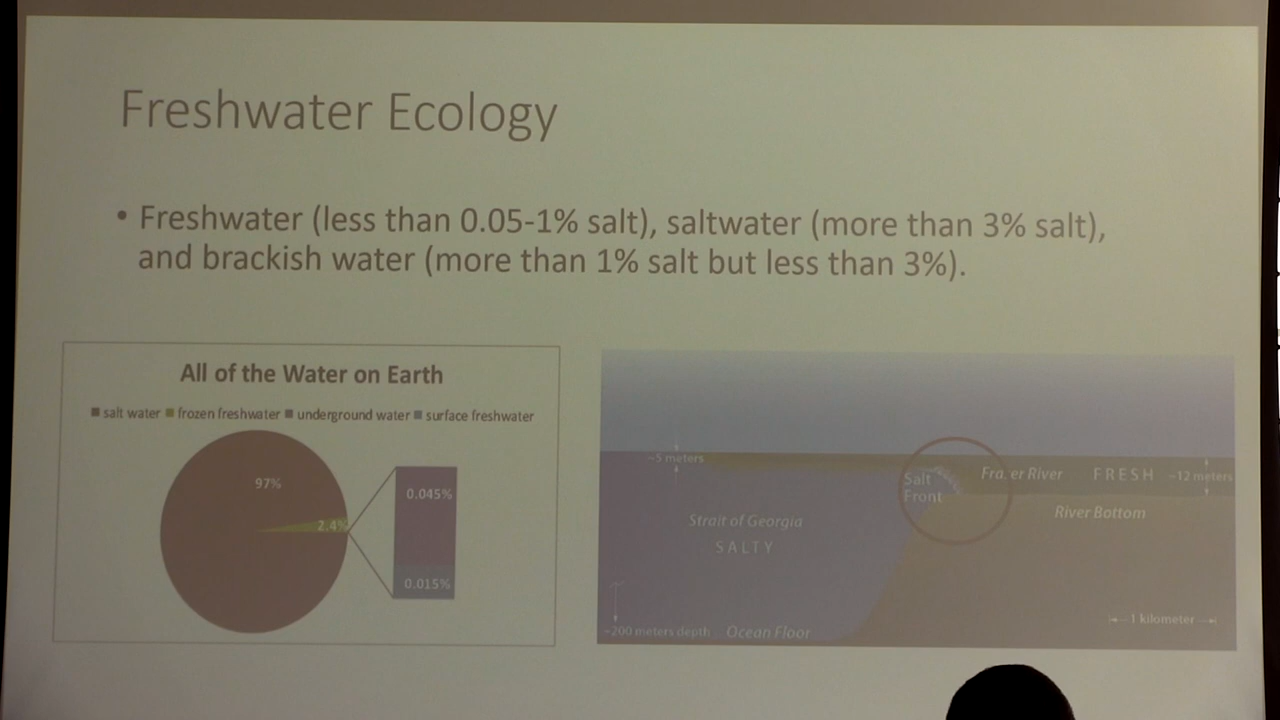 Freshwater Ecology
• Freshwater (less than 0.05-1% salt), saltwater (more than 3% salt),
and brackish water (more than 1% salt but less than 3%).
All of the Water on Earth
salt water frozen freshwater underground water surface freshwater
97%
2.4%
0.045%
0.015%
~5 meters
Salt
Front
Fra er River FRESH ~12 meters
River Bottom
Strait of Georgia
SALTY
1 kilometer
~200 meters depth Ocean Floor